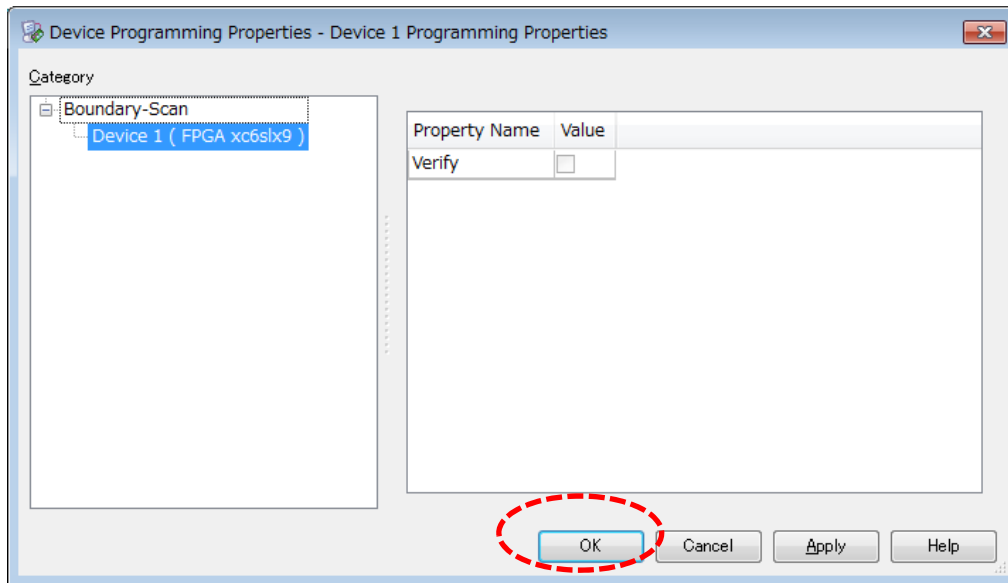 Device Programming Properties - Device 1 Programming Properties
Category
Boundary-Scan
Device 1 ( FPGA xc6slx9 )
Property Name Value
Verify
OK Cancel Apply Help